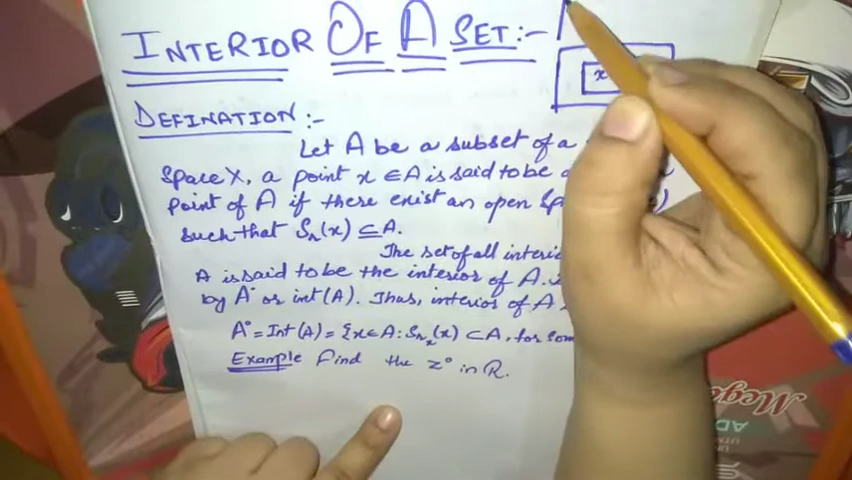 INTERIOR OF A SET :-
x
DEFINATION :-
Let A be a subset of a
Space X, a point x ∈ A is said to be
point of A if there exist an open
such that Sr(x) ⊆ A.
The set of all
A is said to be the interior of A.
by A° or int(A). Thus, interior of A
A° = Int(A) = {x∈A : Srx(x) ⊂ A, for
Example Find the Z° in R.
Mega
AD